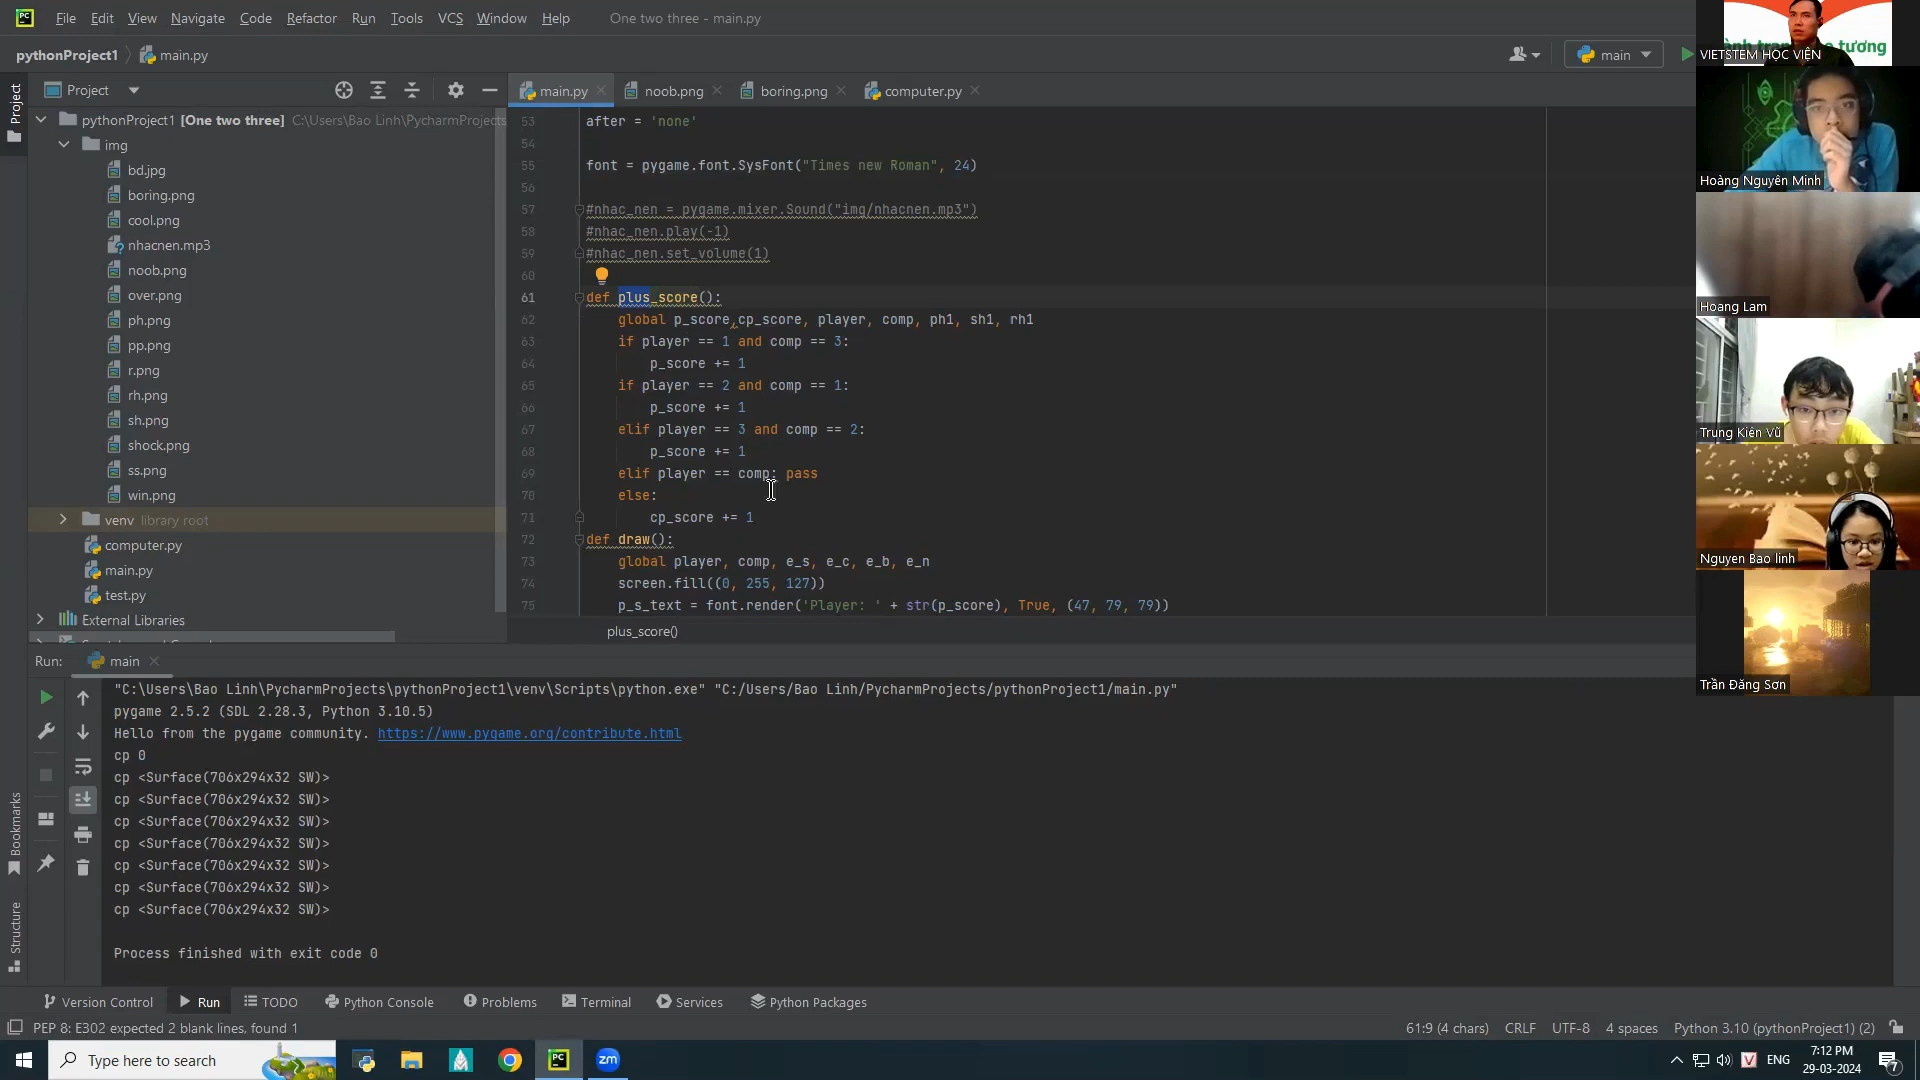 File Edit View Navigate Code Refactor Run Tools VCS Window Help One two three - main.py
pythonProject1 main.py main
Project
main.py noob.png boring.png computer.py
pythonProject1 [One two three] C:\Users\Bao Linh\PycharmProjects
img
bd.jpg
boring.png
cool.png
nhacnen.mp3
noob.png
over.png
ph.png
pp.png
r.png
rh.png
sh.png
shock.png
ss.png
win.png
venv library root
computer.py
main.py
test.py
External Libraries
Project
53 after = 'none'
54
55 font = pygame.font.SysFont("Times new Roman", 24)
56
57 #nhac_nen = pygame.mixer.Sound("img/nhacnen.mp3")
58 #nhac_nen.play(-1)
59 #nhac_nen.set_volume(1)
60
61 def plus_score():
62 global p_score,cp_score, player, comp, ph1, sh1, rh1
63 if player == 1 and comp == 3:
64 p_score += 1
65 if player == 2 and comp == 1:
66 p_score += 1
67 elif player == 3 and comp == 2:
68 p_score += 1
69 elif player == comp: pass
70 else:
71 cp_score += 1
72 def draw():
73 global player, comp, e_s, e_c, e_b, e_n
74 screen.fill((0, 255, 127))
75 p_s_text = font.render('Player: ' + str(p_score), True, (47, 79, 79))
plus_score()
VIETSTEM HỌC VIỆN
tương
Hoàng Nguyên Minh
Hoang Lam
Trung Kiên Vũ
Nguyen Bao linh
Trần Đăng Sơn
Run: main
"C:\Users\Bao Linh\PycharmProjects\pythonProject1\venv\Scripts\python.exe" "C:/Users/Bao Linh/PycharmProjects/pythonProject1/main.py"
pygame 2.5.2 (SDL 2.28.3, Python 3.10.5)
Hello from the pygame community. https://www.pygame.org/contribute.html
cp 0
cp <Surface(706x294x32 SW)>
cp <Surface(706x294x32 SW)>
cp <Surface(706x294x32 SW)>
cp <Surface(706x294x32 SW)>
cp <Surface(706x294x32 SW)>
cp <Surface(706x294x32 SW)>
cp <Surface(706x294x32 SW)>
Process finished with exit code 0
Bookmarks
Structure
Version Control Run TODO Python Console Problems Terminal Services Python Packages
PEP 8: E302 expected 2 blank lines, found 1 61:9 (4 chars) CRLF UTF-8 4 spaces Python 3.10 (pythonProject1) (2)
Type here to search
ENG
7:12 PM
29-03-2024
7